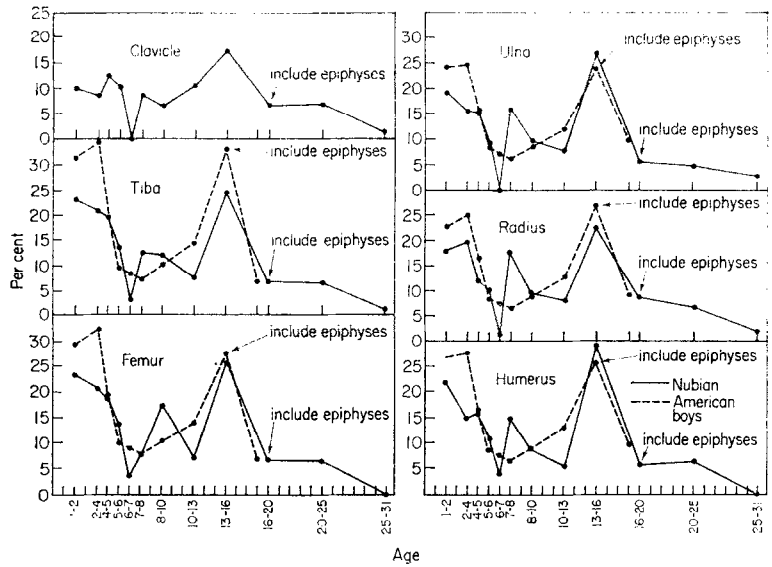 Per cent
25
20
15
10
5
0
Clavicle
include epiphyses
30
25
20
15
10
5
0
Tiba
include epiphyses
include epiphyses
30
25
20
15
10
5
0
Femur
include epiphyses
include epiphyses
1-2
2-4
4-5
5-6
6-7
7-8
8-10
10-13
13-16
16-20
20-25
25-31
35
30
25
20
15
10
5
0
Ulna
include epiphyses
include epiphyses
25
20
15
10
5
0
Radius
include epiphyses
include epiphyses
30
25
20
15
10
5
0
Humerus
include epiphyses
Nubian
American
boys
include epiphyses
1-2
2-4
4-5
5-6
6-7
7-8
8-10
10-13
13-16
16-20
20-25
25-31
Age